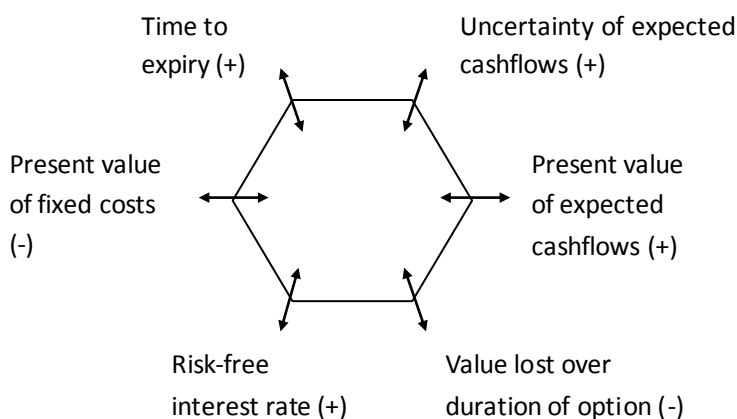 Time to
expiry (+)
Uncertainty of expected
cashflows (+)
Present value
of fixed costs
(-)
Present value
of expected
cashflows (+)
Risk-free
interest rate (+)
Value lost over
duration of option (-)